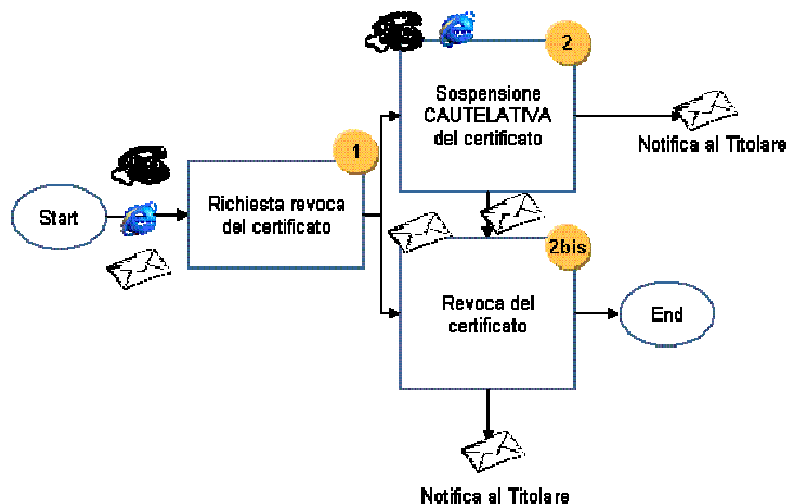 2
Sospensione
CAUTELATIVA
del certificato
Notifica al Titolare
1
Start
Richiesta revoca
del certificato
2bis
Revoca del
certificato
End
Notifica al Titolare